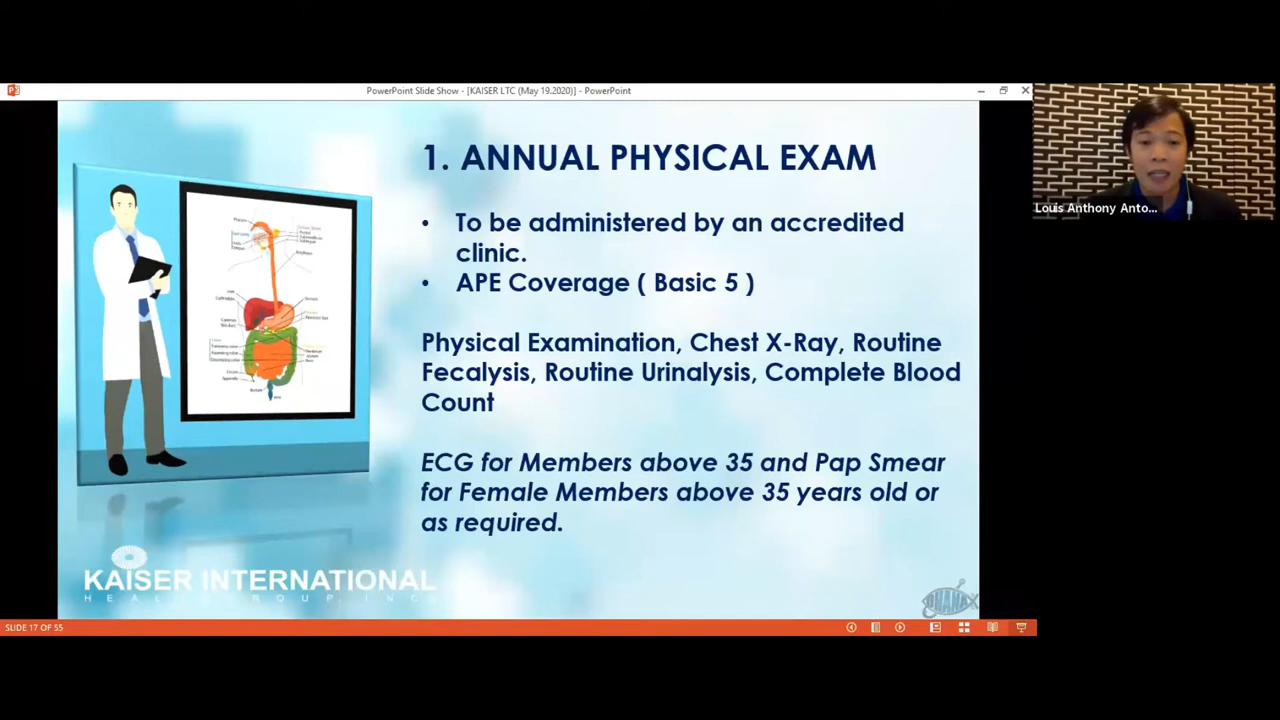 PowerPoint Slide Show - [KAISER LTC (May 19.2020)] - PowerPoint
1. ANNUAL PHYSICAL EXAM
• To be administered by an accredited
clinic.
• APE Coverage ( Basic 5 )
Physical Examination, Chest X-Ray, Routine
Fecalysis, Routine Urinalysis, Complete Blood
Count
ECG for Members above 35 and Pap Smear
for Female Members above 35 years old or
as required.
KAISER INTERNATIONAL
Louis Anthony Anto...
SLIDE 17 OF 55